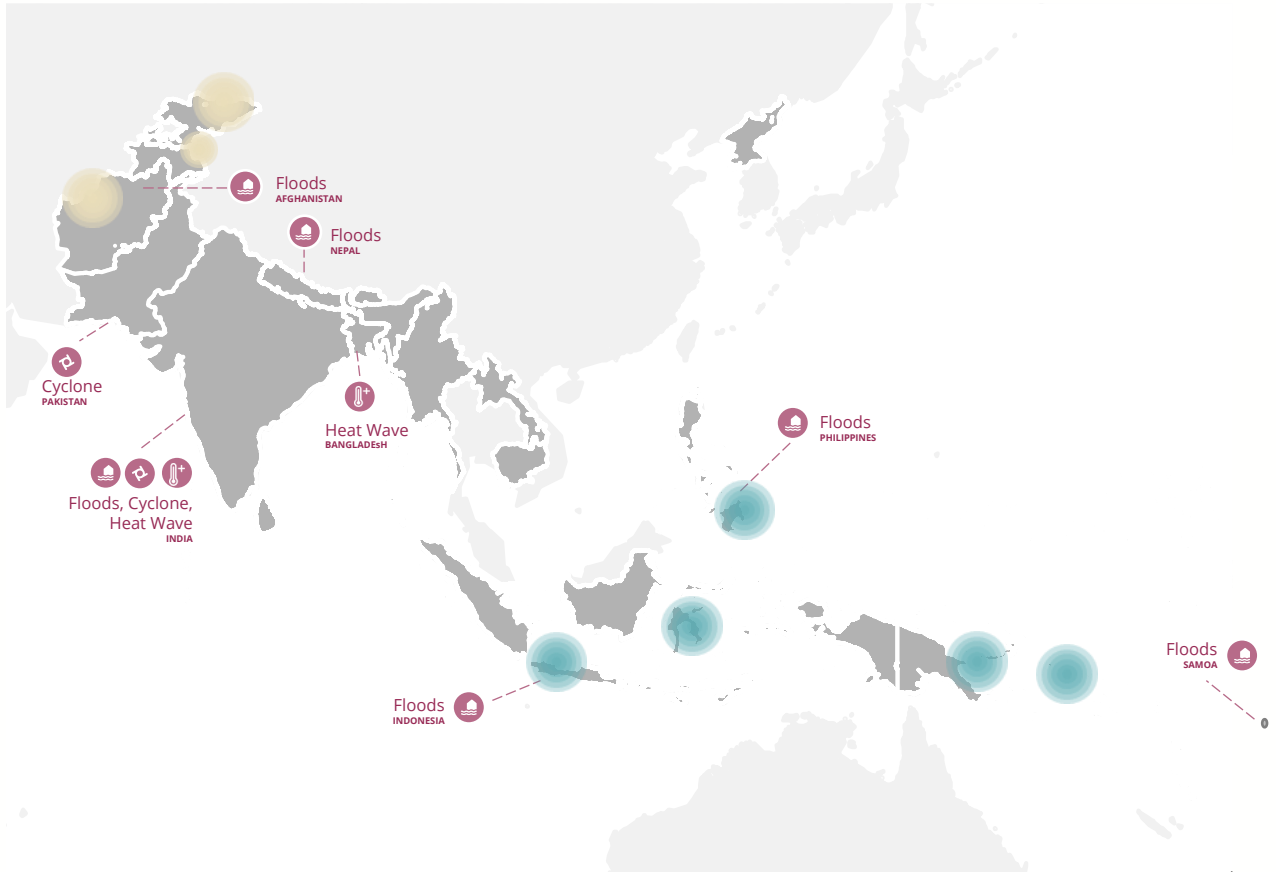 Floods
AFGHANISTAN
Floods
NEPAL
Cyclone
PAKISTAN
Heat Wave
BANGLADEsH
Floods
PHILIPPINES
Floods, Cyclone,
Heat Wave
INDIA
Floods
SAMOA
Floods
INDONESIA